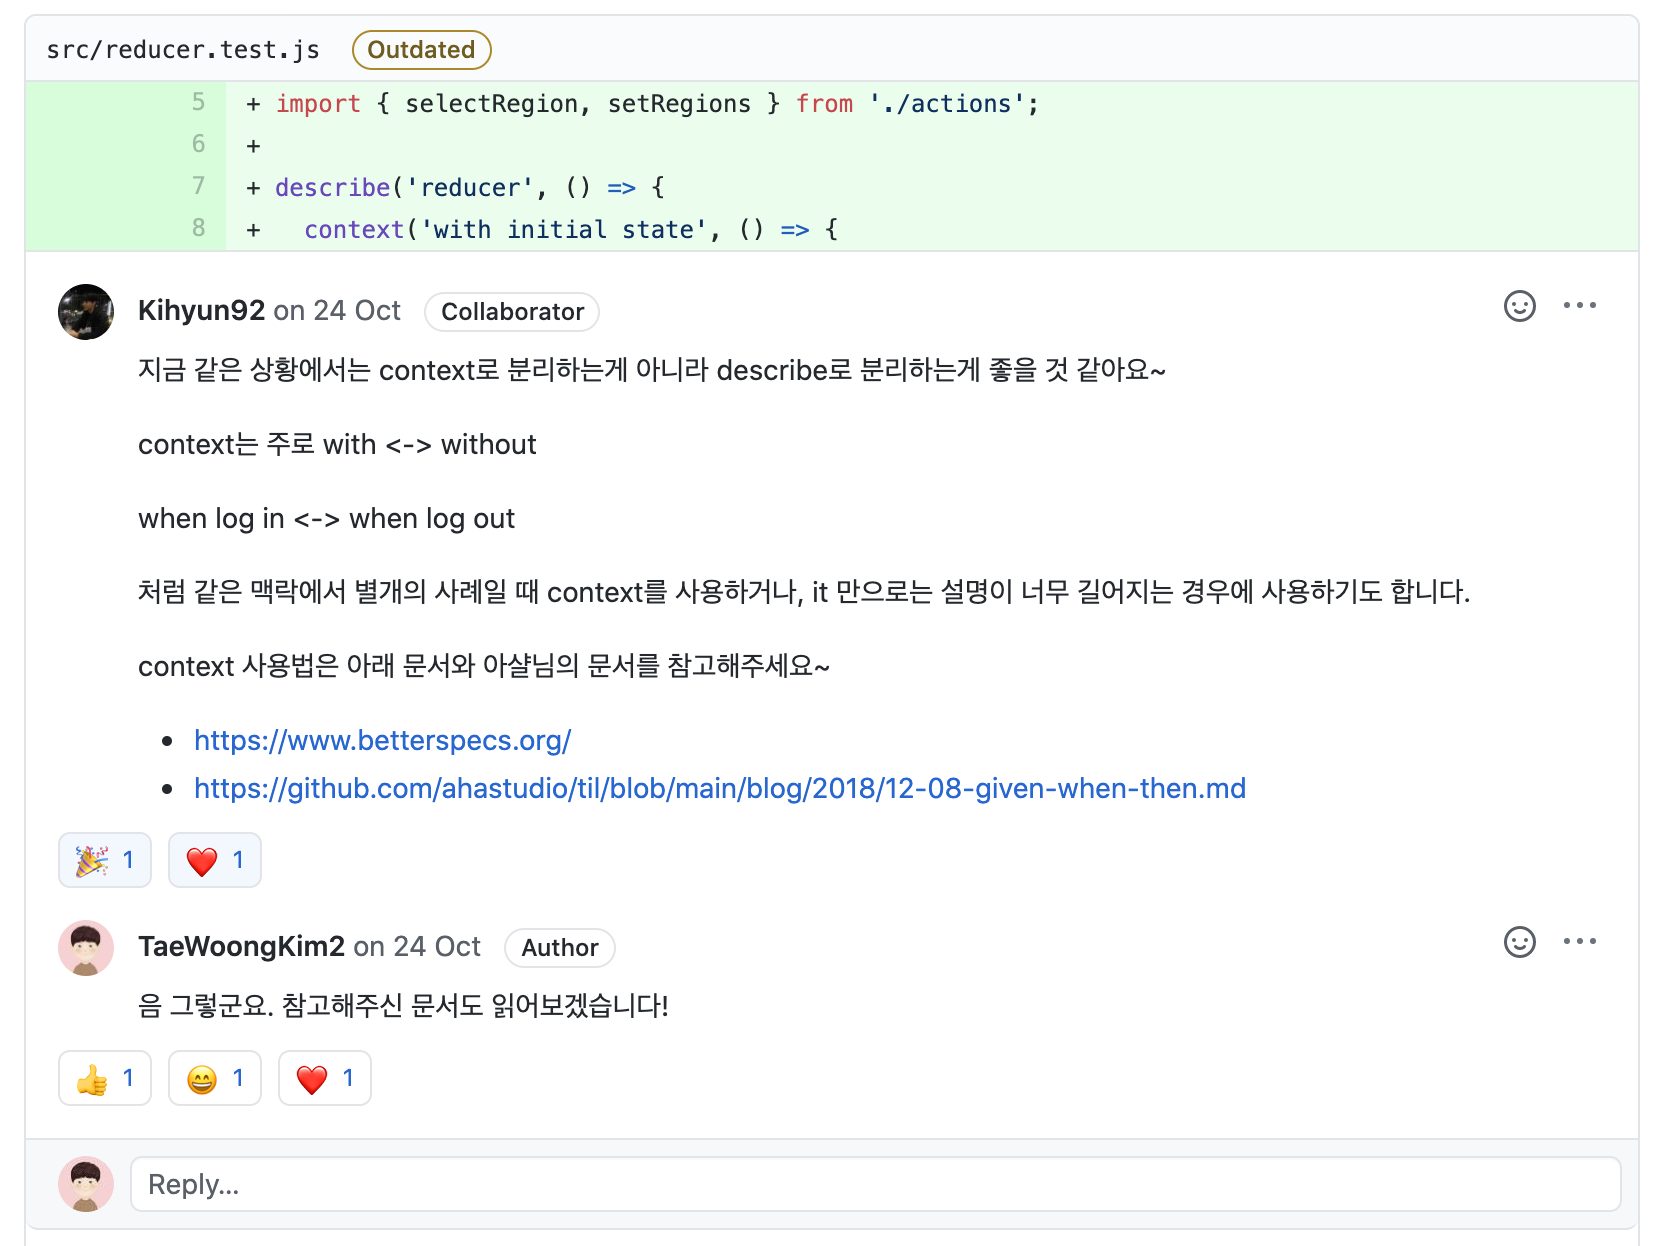 src/reducer.test.js Outdated
5 + import { selectRegion, setRegions } from './actions';
6 +
7 + describe('reducer', () => {
8 +   context('with initial state', () => {
Kihyun92 on 24 Oct Collaborator
지금 같은 상황에서는 context로 분리하는게 아니라 describe로 분리하는게 좋을 것 같아요~
context는 주로 with <-> without
when log in <-> when log out
처럼 같은 맥락에서 별개의 사례일 때 context를 사용하거나, it 만으로는 설명이 너무 길어지는 경우에 사용하기도 합니다.
context 사용법은 아래 문서와 아샬님의 문서를 참고해주세요~
• https://www.betterspecs.org/
• https://github.com/ahastudio/til/blob/main/blog/2018/12-08-given-when-then.md
🎉 1 ❤️ 1
TaeWoongKim2 on 24 Oct Author
음 그렇군요. 참고해주신 문서도 읽어보겠습니다!
👍 1 😄 1 ❤️ 1
Reply...